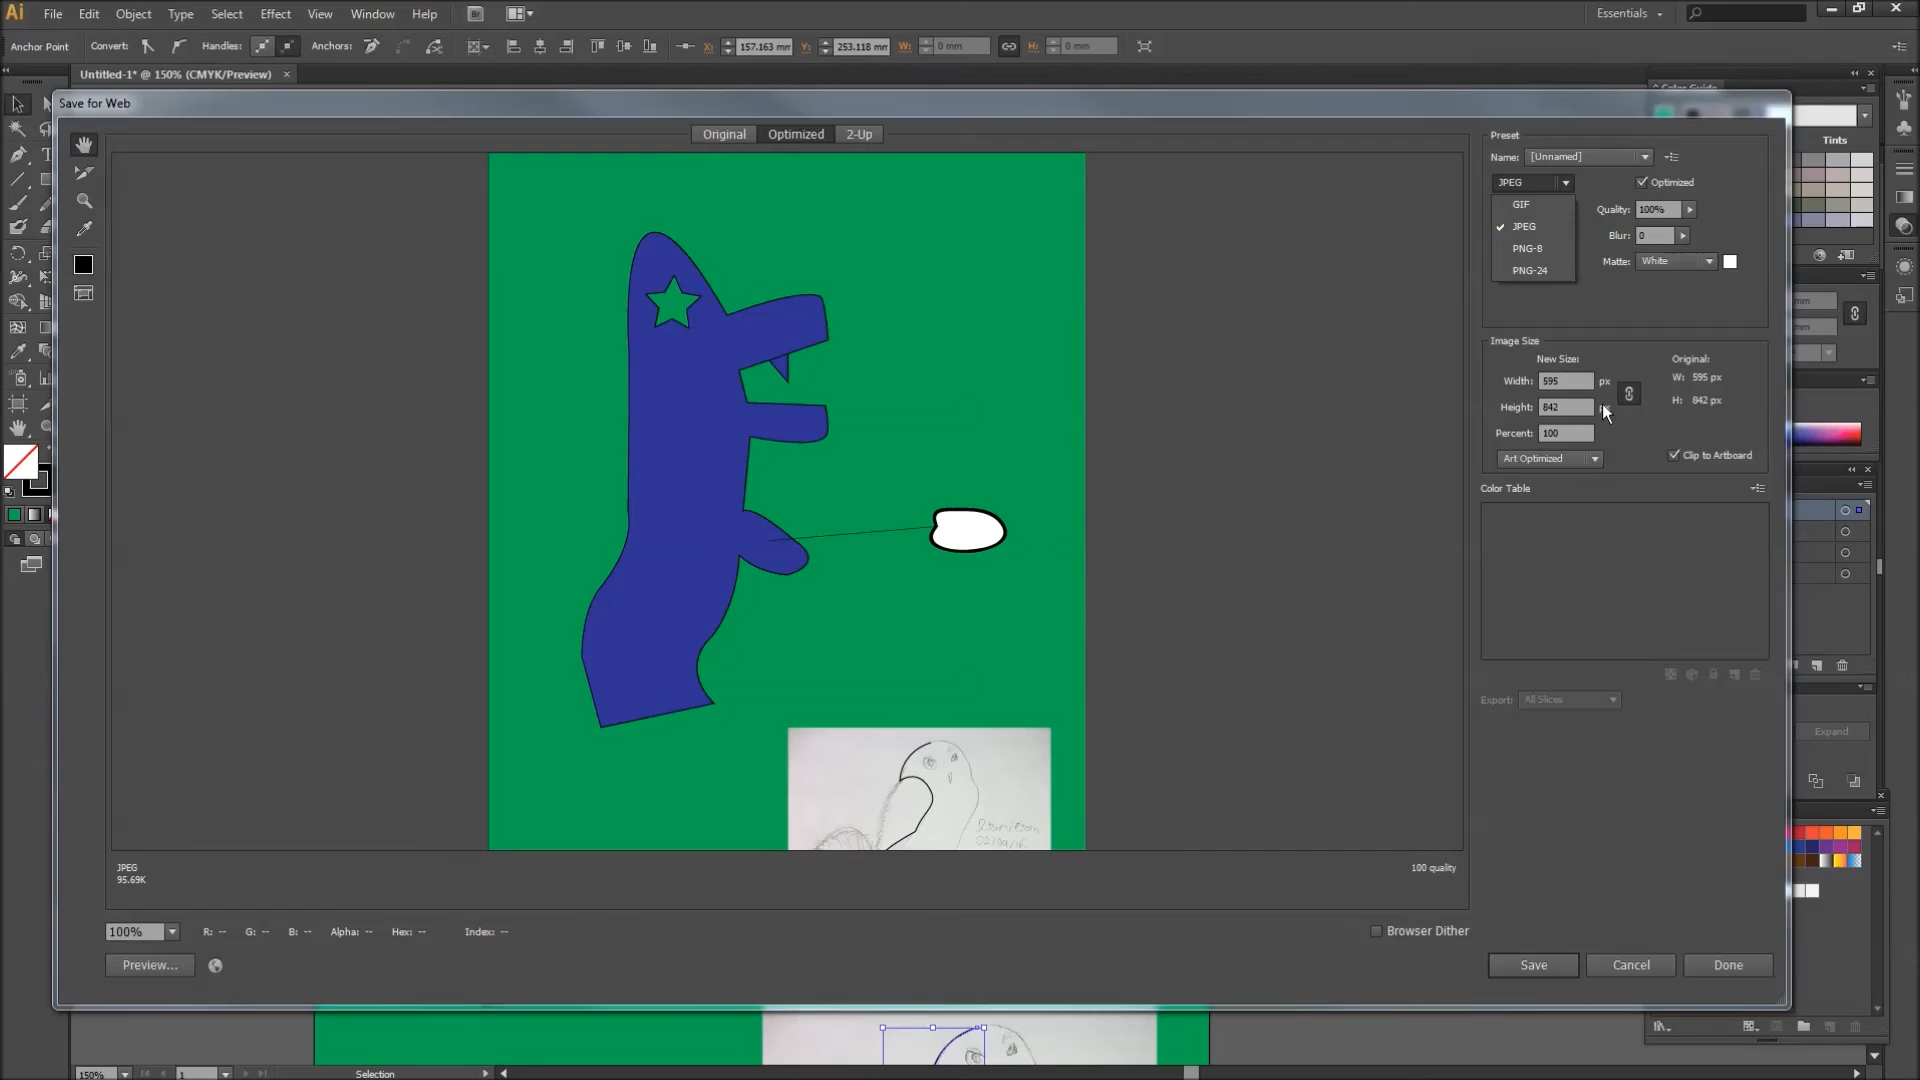 Ai File Edit Object Type Select Effect View Window Help Br Essentials
Anchor Point Convert: Handles: Anchors: X: 157.163 mm Y: 253.118 mm W: 0 mm H: 0 mm
Untitled-1* @ 150% (CMYK/Preview)
Color Guide
Save for Web
Original Optimized 2-Up
Preset
Name: [Unnamed]
Tints
JPEG Optimized
GIF
Quality: 100%
JPEG
Blur: 0
PNG-8
Matte: White
PNG-24
Image Size
New Size: Original:
Width: 595 px W: 595 px
Height: 842 H: 842 px
Percent: 100
Art Optimized Clip to Artboard
Color Table
Export: All Slices
Expand
JPEG
95.69K
100 quality
100% R: -- G: -- B: -- Alpha: -- Hex: -- Index: --
Browser Dither
Preview... Save Cancel Done
150% 1 Selection